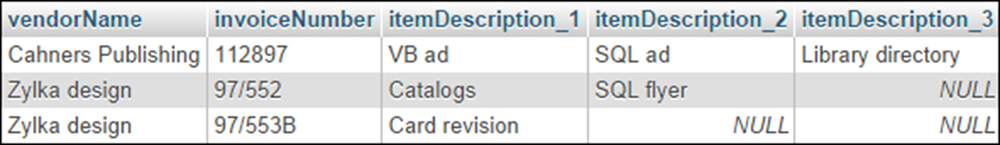 vendorName invoiceNumber itemDescription_1 itemDescription_2 itemDescription_3
Cahners Publishing 112897 VB ad SQL ad Library directory
Zylka design 97/552 Catalogs SQL flyer NULL
Zylka design 97/553B Card revision NULL NULL